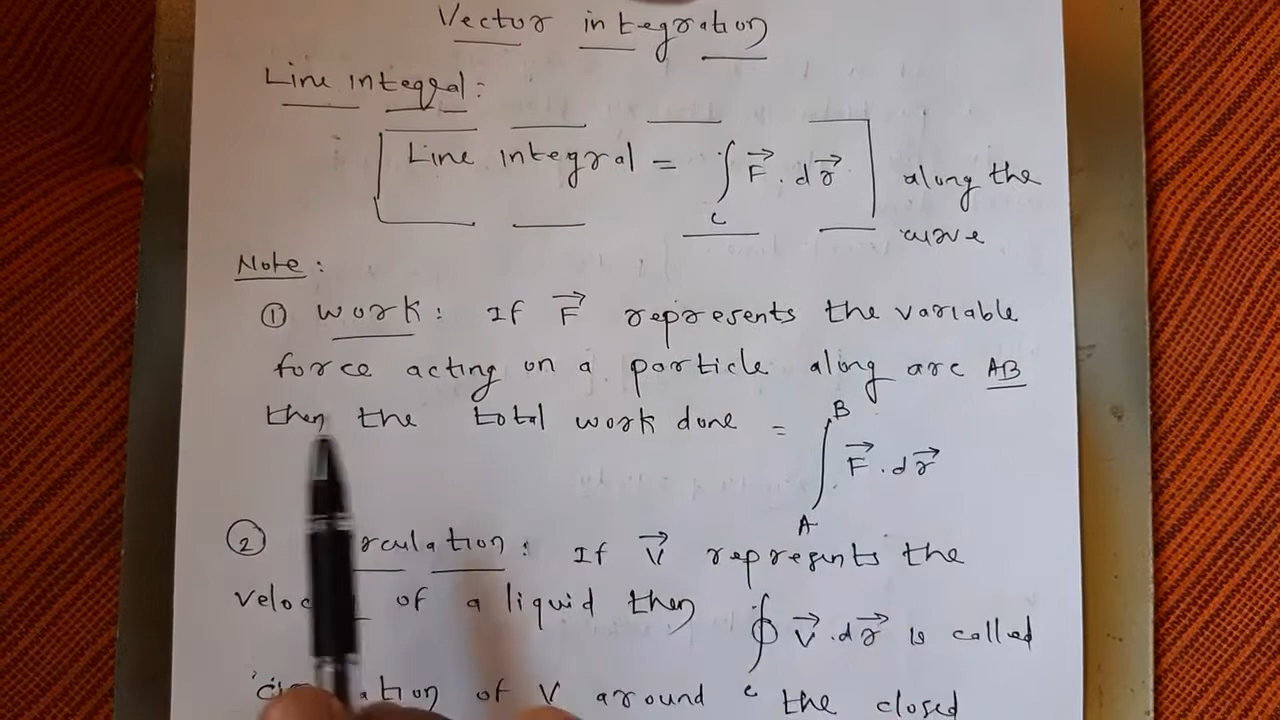 Vector integration
Line integral:
Line integral = ∫ F⃗ . dr⃗ along the
C
curve
Note:
① Work: If F⃗ represents the variable
force acting on a particle along arc AB
then the total work done = ∫ F⃗ . dr⃗
B
A
② rculation: If V⃗ represents the
veloc of a liquid then ∮ V⃗ . dr⃗ is called
c
ation of V around the closed